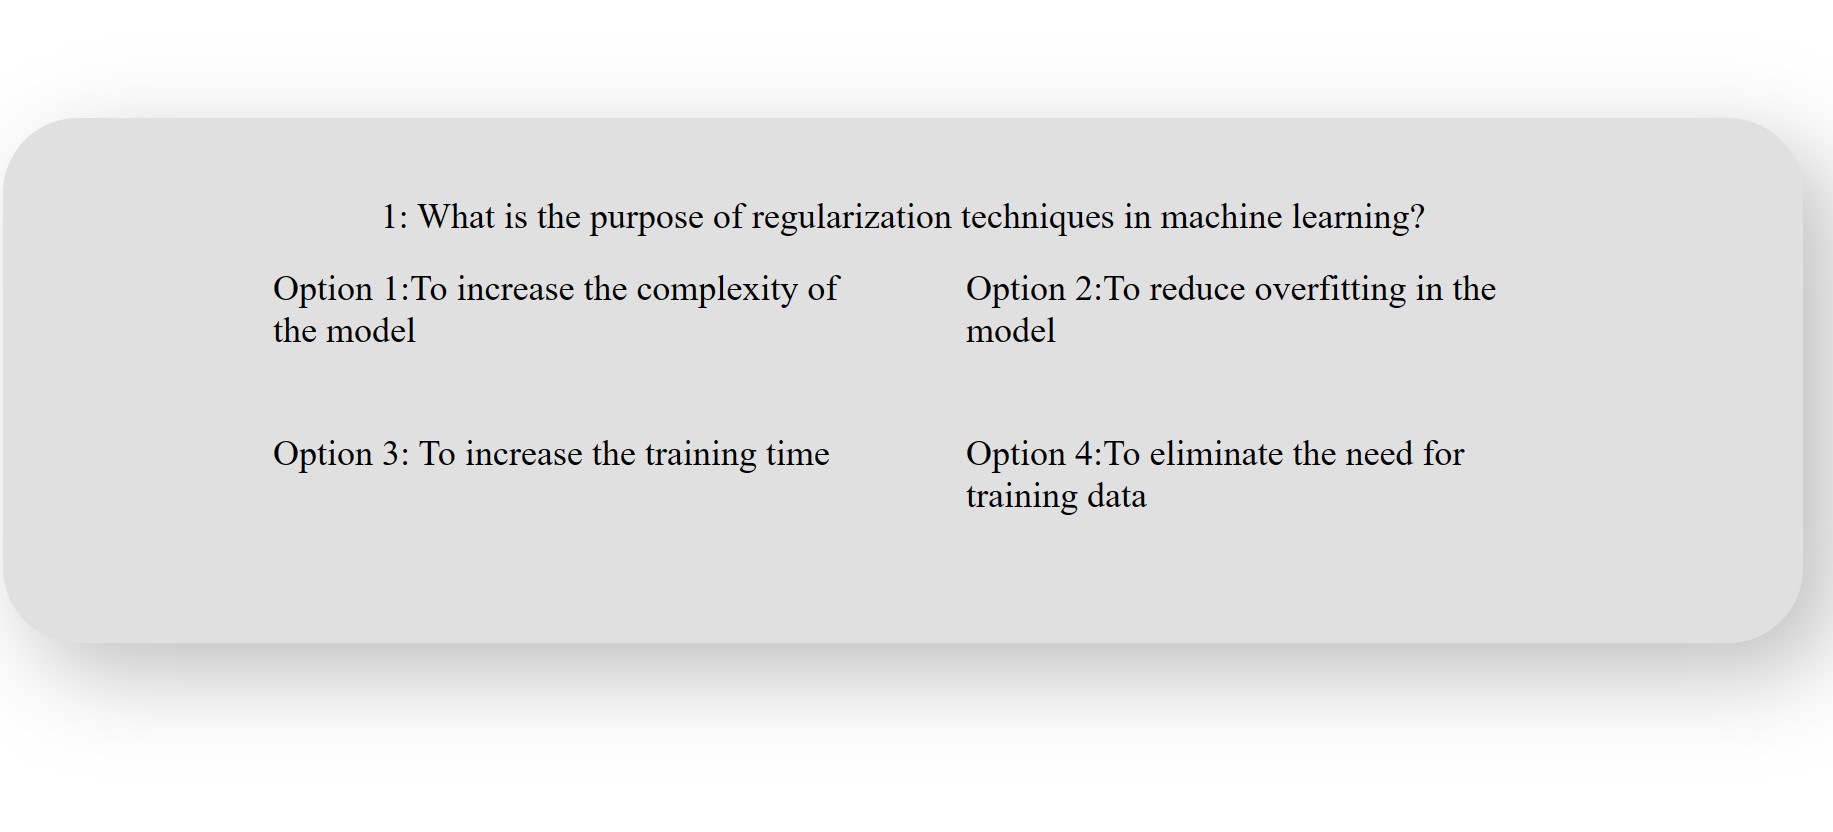 1: What is the purpose of regularization techniques in machine learning?
Option 1:To increase the complexity of
the model
Option 2:To reduce overfitting in the
model
Option 3: To increase the training time
Option 4:To eliminate the need for
training data